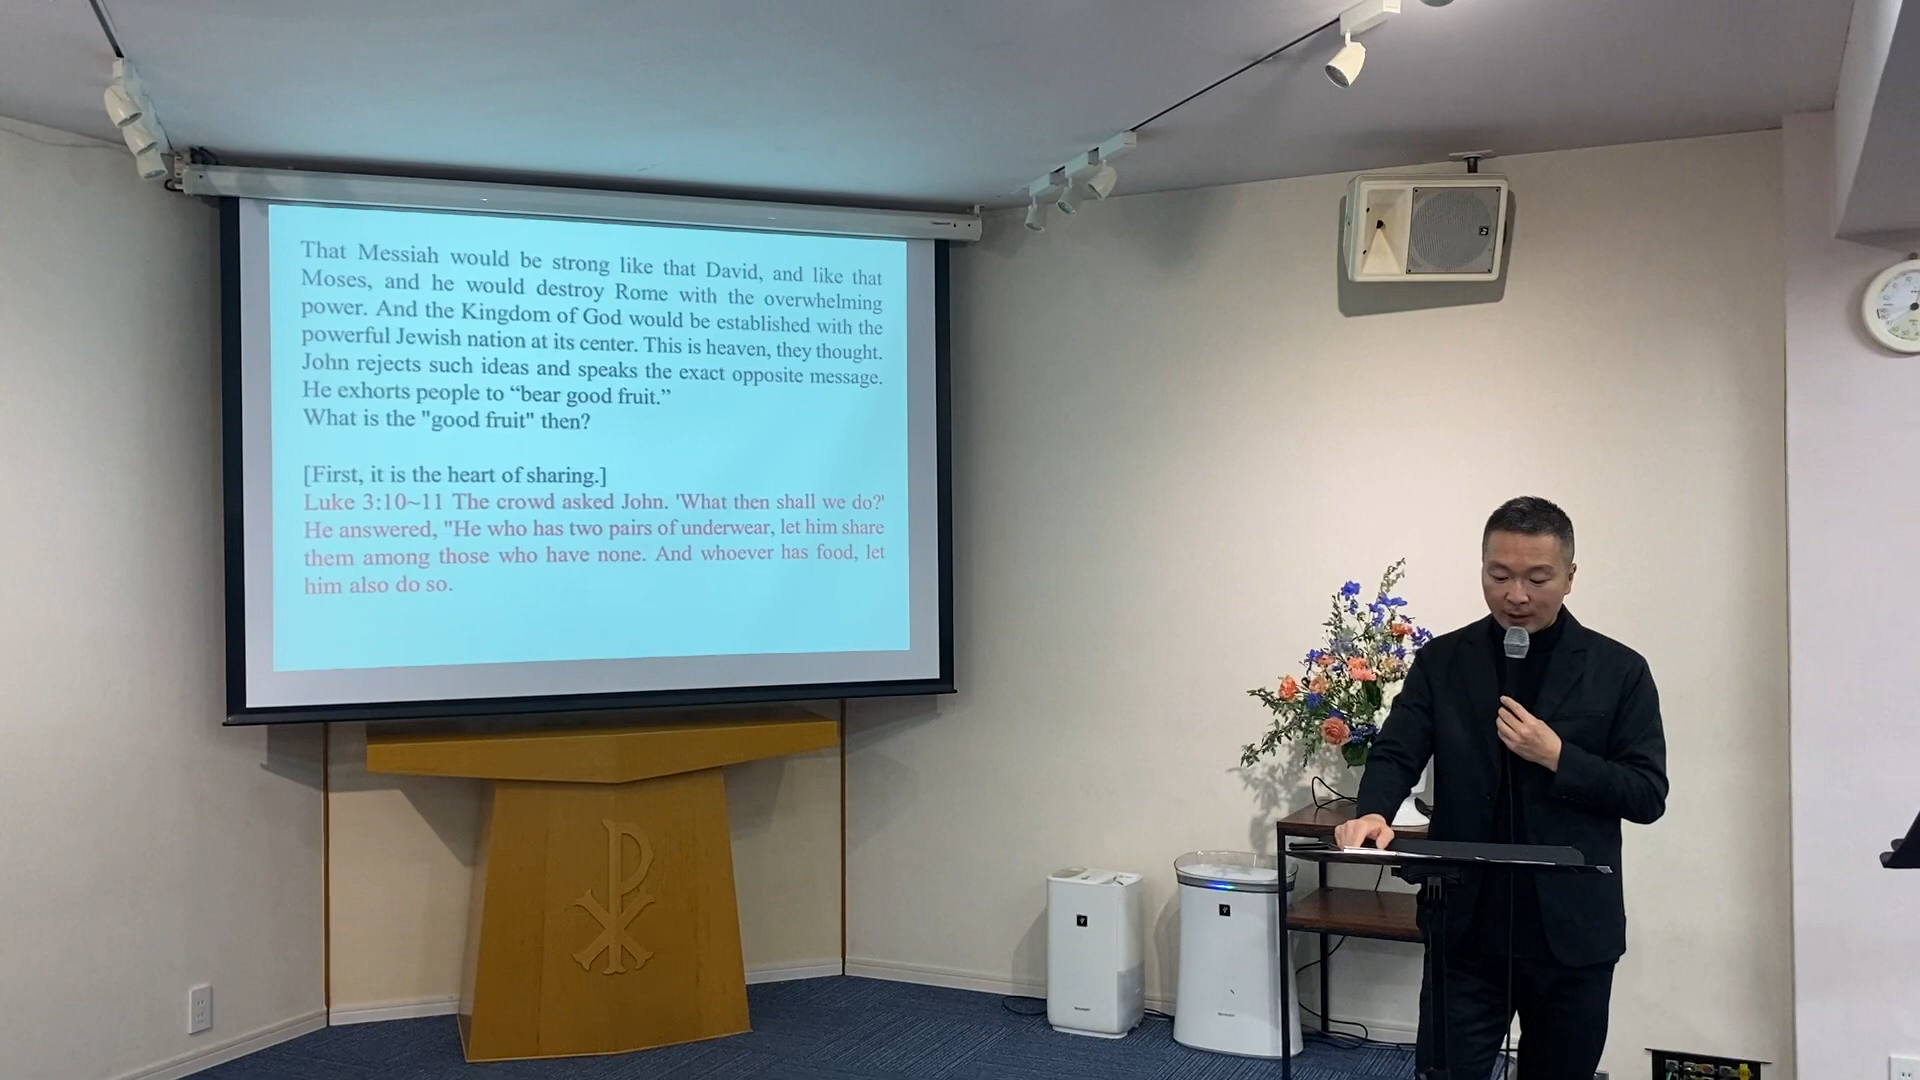 That Messiah would be strong like that David, and like that
Moses, and he would destroy Rome with the overwhelming
power. And the Kingdom of God would be established with the
powerful Jewish nation at its center. This is heaven, they thought.
John rejects such ideas and speaks the exact opposite message.
He exhorts people to “bear good fruit.”
What is the "good fruit" then?
[First, it is the heart of sharing.]
Luke 3:10~11 The crowd asked John. 'What then shall we do?'
He answered, "He who has two pairs of underwear, let him share
them among those who have none. And whoever has food, let
him also do so.